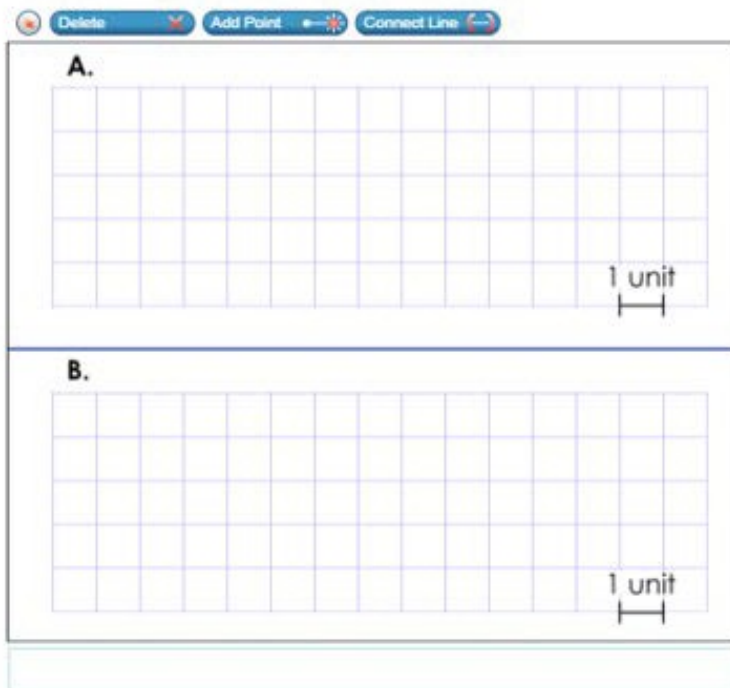 Delete Add Point Connect Line
A.
1 unit
B.
1 unit